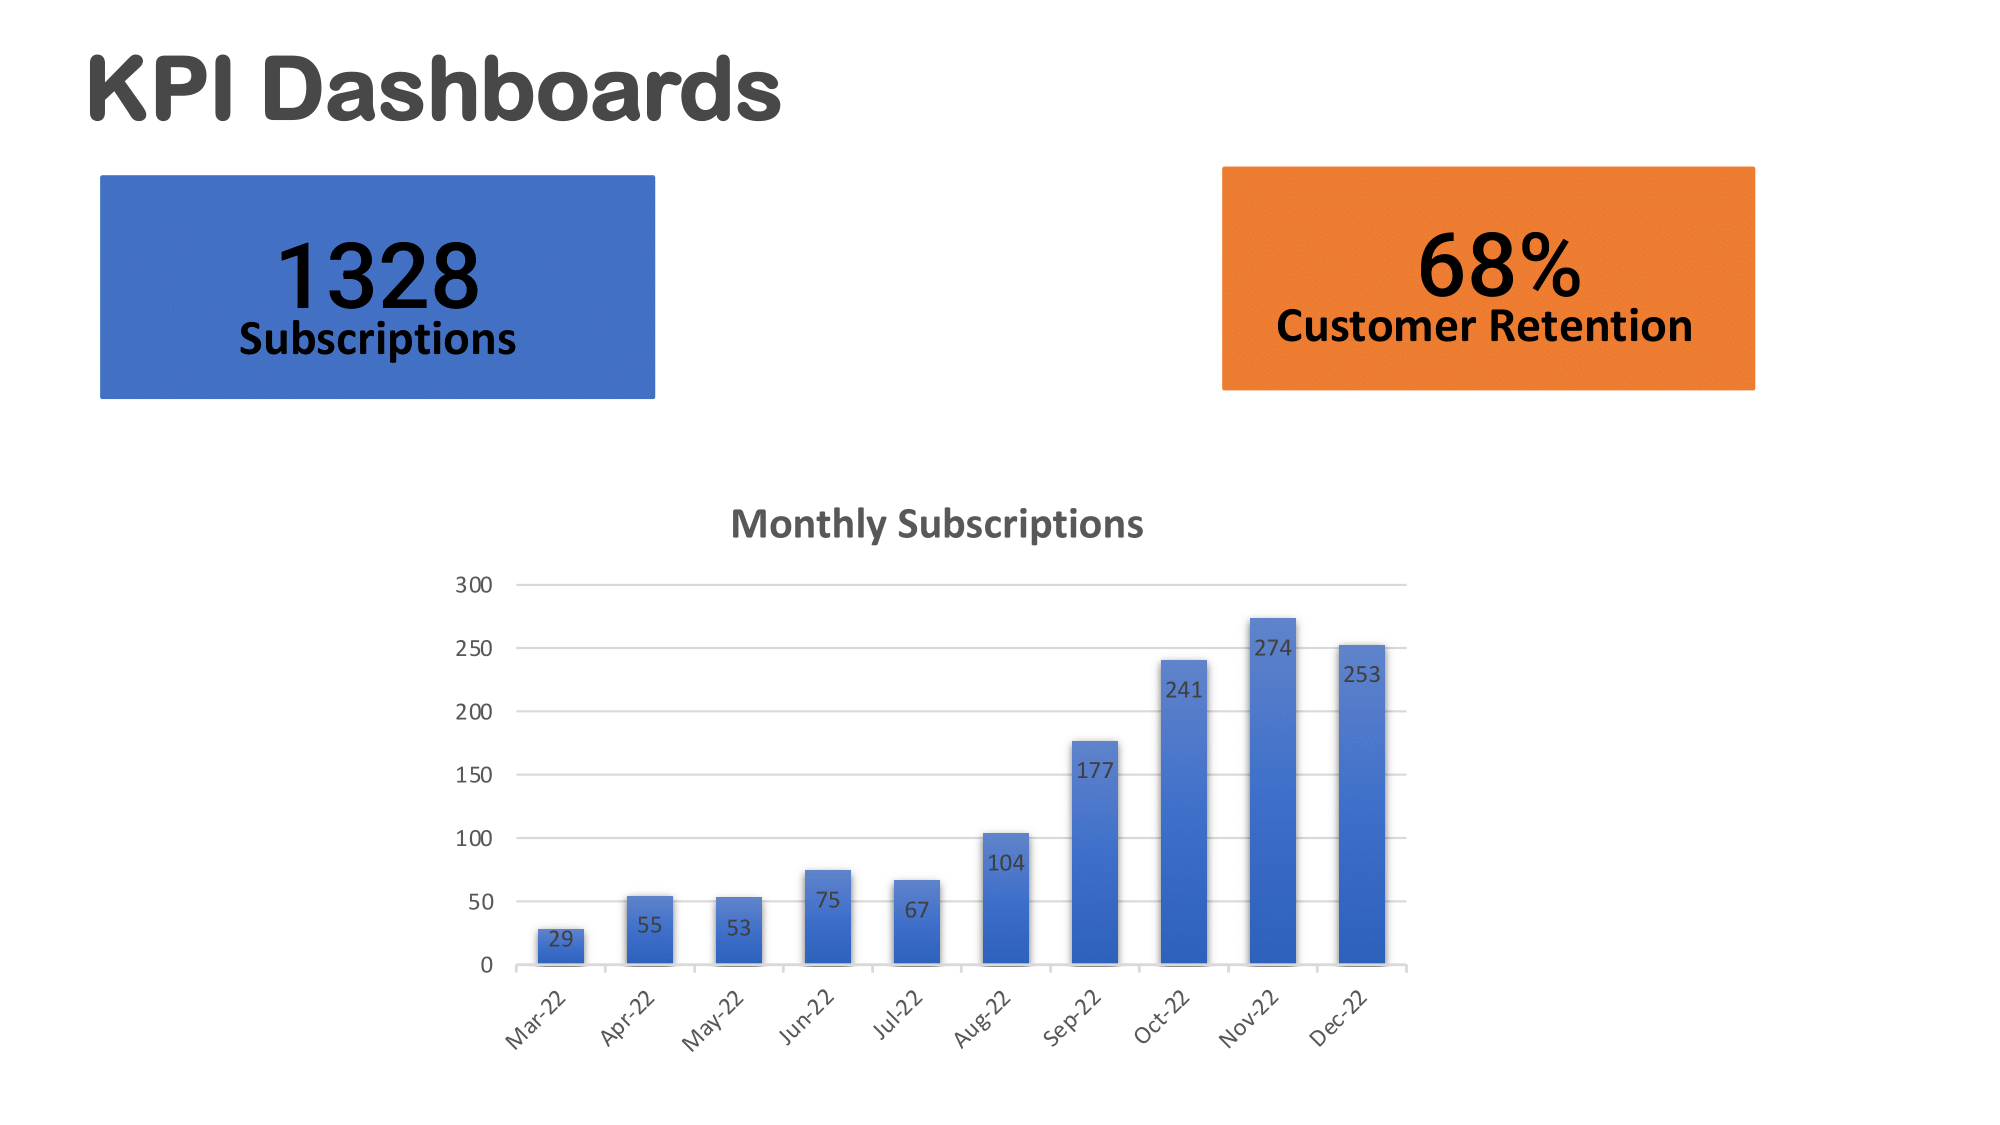 KPI Dashboards
1328
Subscriptions
68%
Customer Retention
Monthly Subscriptions
300
250
200
150
100
50
0
29
55
53
75
67
104
177
241
274
253
Mar-22
Apr-22
May-22
Jun-22
Jul-22
Aug-22
Sep-22
Oct-22
Nov-22
Dec-22